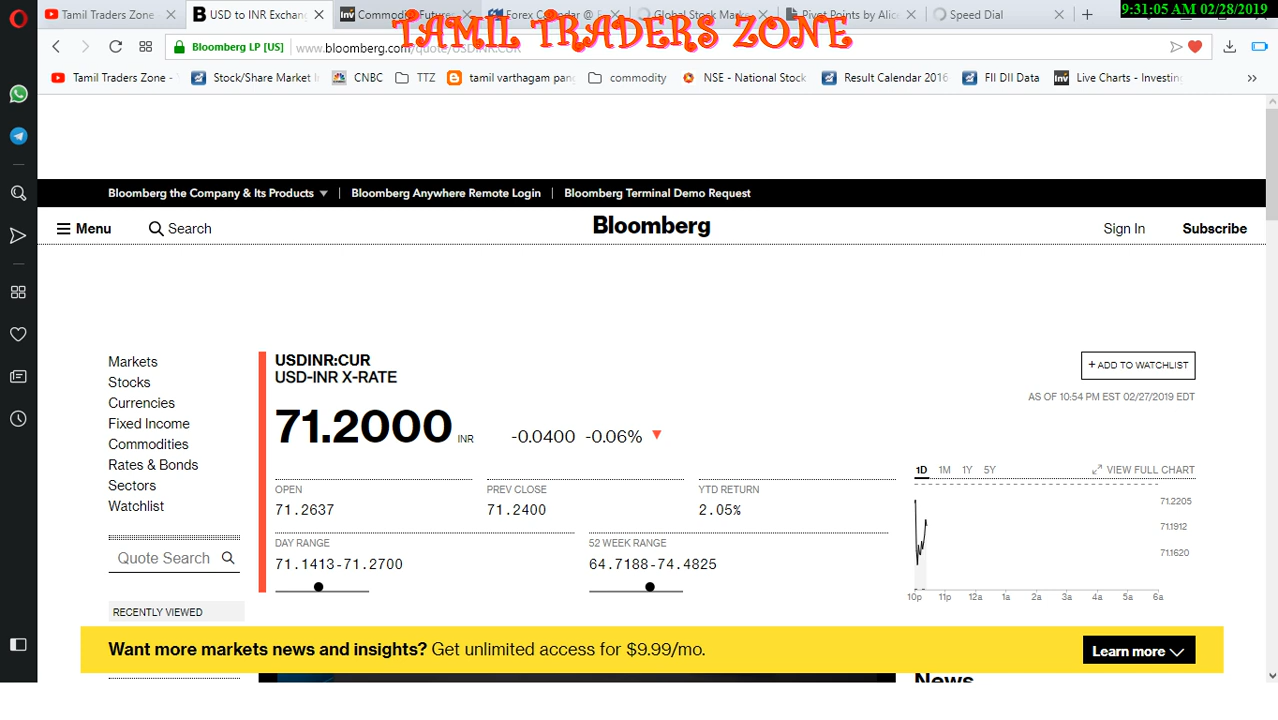 9:31:05 AM 02/28/2019
Tamil Traders Zone
USD to INR Exchan
Commod
Futures
Forex Ca
Global Stock Mark
Pivot Points by Alic
Speed Dial
TAMIL TRADERS ZONE
Bloomberg LP [US] www.bloomberg.com/quote/USDINR:CUR
Tamil Traders Zone - Stock/Share Market I CNBC TTZ tamil varthagam pang commodity NSE - National Stock Result Calendar 2016 FII DII Data Live Charts - Investing
Bloomberg the Company & Its Products | Bloomberg Anywhere Remote Login | Bloomberg Terminal Demo Request
Menu Search Bloomberg Sign In Subscribe
Markets
Stocks
Currencies
Fixed Income
Commodities
Rates & Bonds
Sectors
Watchlist
Quote Search
RECENTLY VIEWED
USDINR:CUR
USD-INR X-RATE
71.2000 INR -0.0400 -0.06%
OPEN
71.2637
PREV CLOSE
71.2400
YTD RETURN
2.05%
DAY RANGE
71.1413-71.2700
52 WEEK RANGE
64.7188-74.4825
+ ADD TO WATCHLIST
AS OF 10:54 PM EST 02/27/2019 EDT
1D 1M 1Y 5Y VIEW FULL CHART
71.2205
71.1912
71.1620
10p 11p 12a 1a 2a 3a 4a 5a 6a
Want more markets news and insights? Get unlimited access for $9.99/mo. Learn more
News